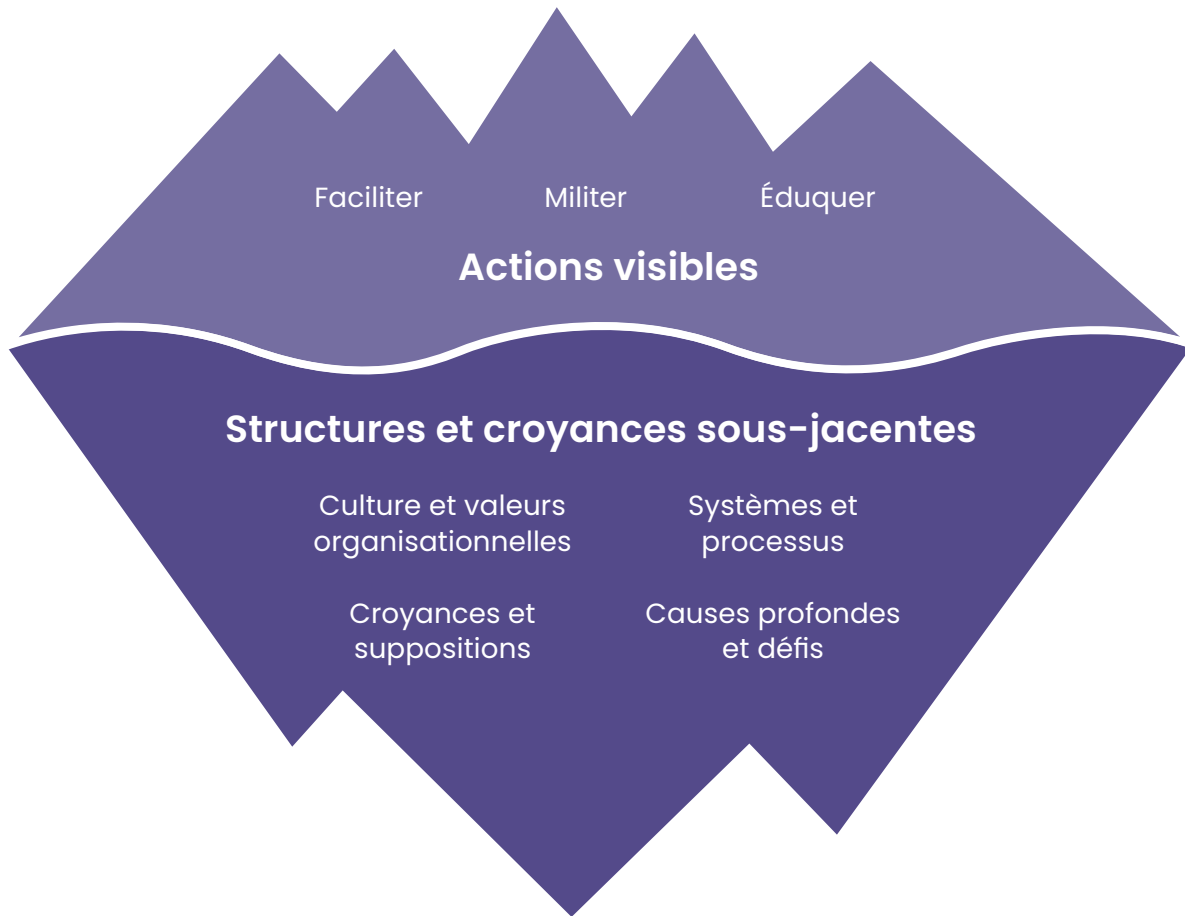 Faciliter Militer Éduquer
Actions visibles
Structures et croyances sous-jacentes
Culture et valeurs
organisationnelles
Systèmes et
processus
Croyances et
suppositions
Causes profondes
et défis